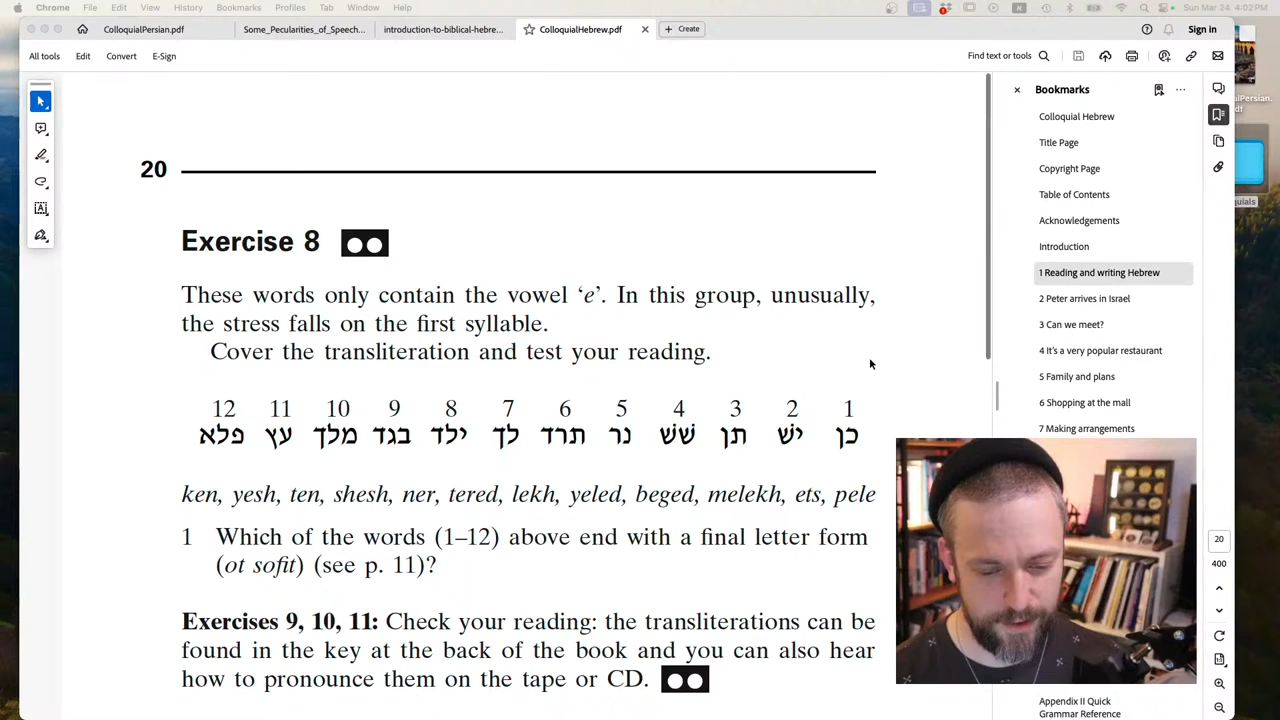 Chrome File Edit View History Bookmarks Profiles Tab Window Help Sun Mar 24 4:02 PM
ColloquialPersian.pdf Some_Pecularities_of_Speech... introduction-to-biblical-hebre... ColloquialHebrew.pdf Create Sign in
All tools Edit Convert E-Sign Find text or tools
Bookmarks
Colloquial Hebrew
Title Page
Copyright Page
Table of Contents
Acknowledgements
Introduction
1 Reading and writing Hebrew
2 Peter arrives in Israel
3 Can we meet?
4 It's a very popular restaurant
5 Family and plans
6 Shopping at the mall
7 Making arrangements
Appendix II Quick
Grammar Reference
20
400
20
Exercise 8
These words only contain the vowel ‘e’. In this group, unusually,
the stress falls on the first syllable.
Cover the transliteration and test your reading.
12 11 10 9 8 7 6 5 4 3 2 1
כן יש תן שש נר תרד לך ילד בגד מלך עץ פלא
ken, yesh, ten, shesh, ner, tered, lekh, yeled, beged, melekh, ets, pele
1 Which of the words (1–12) above end with a final letter form
(ot sofit) (see p. 11)?
Exercises 9, 10, 11: Check your reading: the transliterations can be
found in the key at the back of the book and you can also hear
how to pronounce them on the tape or CD.